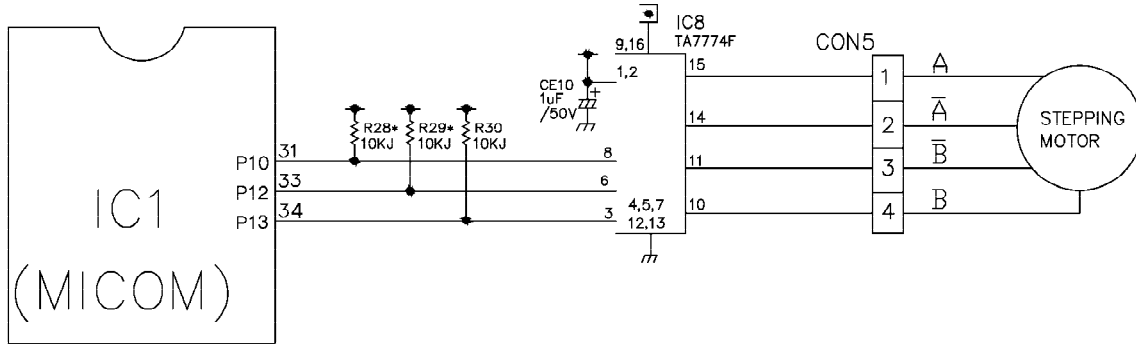 IC8
TA7774F
9,16
CON5
1,2
15
1
A
CE10
1uF
/50V
+
14
2
A̅
STEPPING
MOTOR
R28*
10KJ
R29*
10KJ
R30
10KJ
P10
31
8
11
3
B̅
P12
33
6
P13
34
3
4,5,7
12,13
10
4
B
IC1
(MICOM)